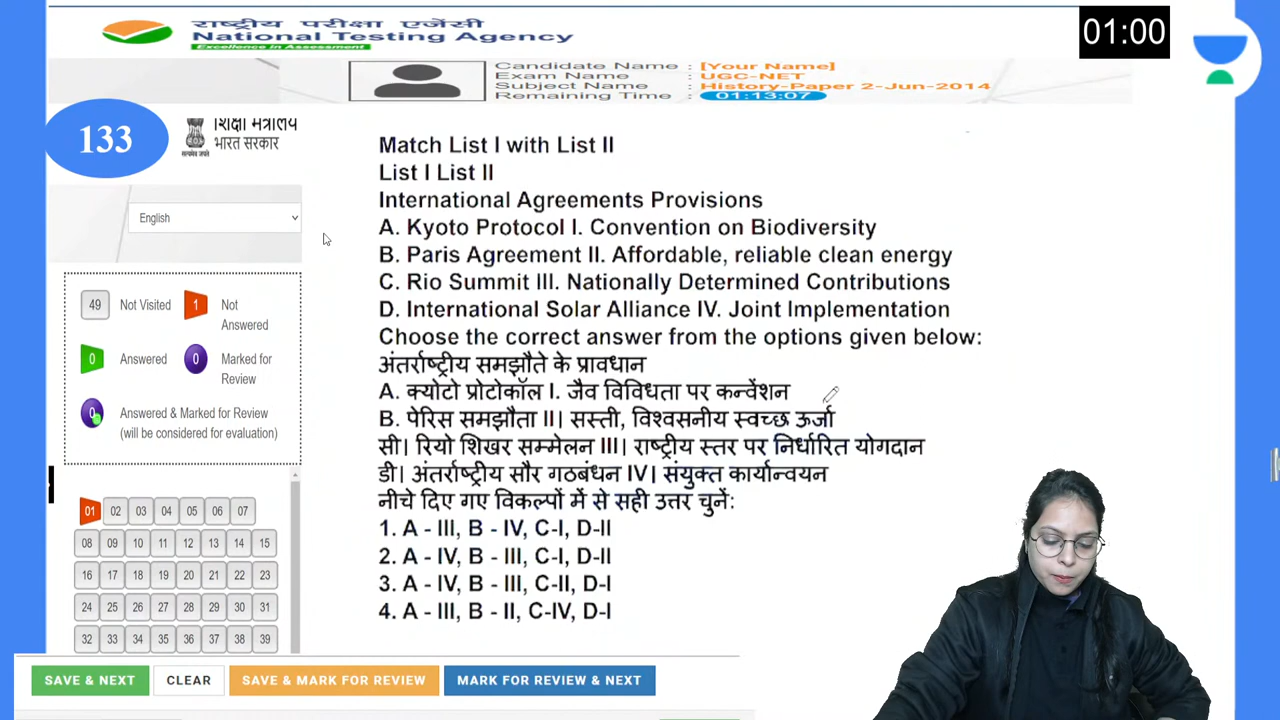 राष्ट्रीय परीक्षा एजेंसी
National Testing Agency
Excellence in Assessment
01:00
Candidate Name : [Your Name]
Exam Name : UGC-NET
Subject Name : History-Paper 2-Jun-2014
Remaining Time : 01:13:07
133
शिक्षा मंत्रालय
भारत सरकार
English
49 Not Visited
1 Not Answered
0 Answered
0 Marked for Review
0 Answered & Marked for Review
(will be considered for evaluation)
01 02 03 04 05 06 07
08 09 10 11 12 13 14 15
16 17 18 19 20 21 22 23
24 25 26 27 28 29 30 31
32 33 34 35 36 37 38 39
Match List I with List II
List I List II
International Agreements Provisions
A. Kyoto Protocol I. Convention on Biodiversity
B. Paris Agreement II. Affordable, reliable clean energy
C. Rio Summit III. Nationally Determined Contributions
D. International Solar Alliance IV. Joint Implementation
Choose the correct answer from the options given below:
अंतर्राष्ट्रीय समझौते के प्रावधान
A. क्योटो प्रोटोकॉल I. जैव विविधता पर कन्वेंशन
B. पेरिस समझौता II। सस्ती, विश्वसनीय स्वच्छ ऊर्जा
सी। रियो शिखर सम्मेलन III। राष्ट्रीय स्तर पर निर्धारित योगदान
डी। अंतर्राष्ट्रीय सौर गठबंधन IV। संयुक्त कार्यान्वयन
नीचे दिए गए विकल्पों में से सही उत्तर चुनें:
1. A - III, B - IV, C-I, D-II
2. A - IV, B - III, C-I, D-II
3. A - IV, B - III, C-II, D-I
4. A - III, B - II, C-IV, D-I
SAVE & NEXT
CLEAR
SAVE & MARK FOR REVIEW
MARK FOR REVIEW & NEXT